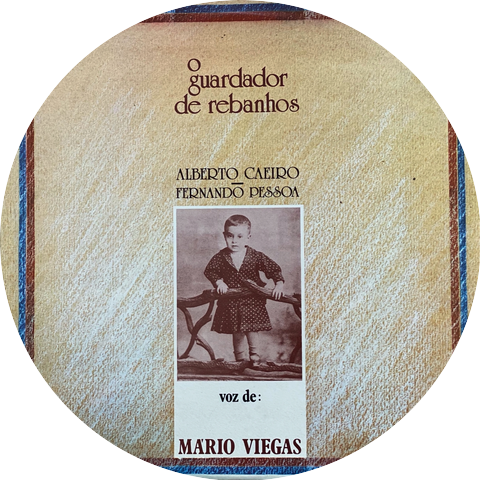 o
guardador
de rebanhos
ALBERTO CAEIRO
FERNANDO PESSOA
voz de:
MÁRIO VIEGAS